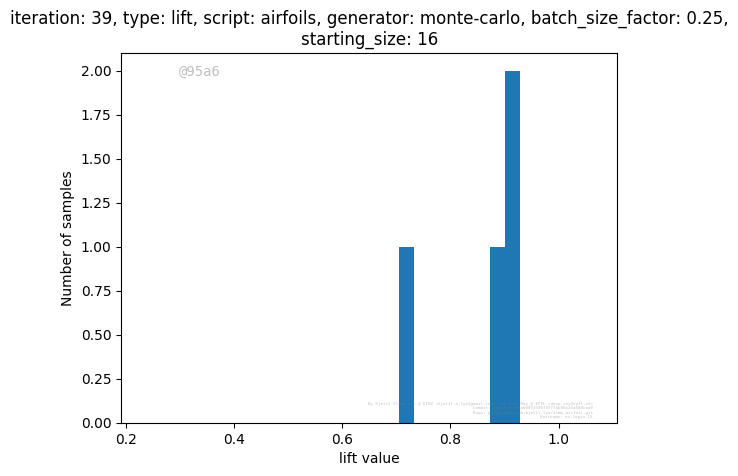 iteration: 39, type: lift, script: airfoils, generator: monte-carlo, batch_size_factor: 0.25,
starting_size: 16
@95a6
2.00
1.75
1.50
1.25
1.00
0.75
0.50
0.25
0.00
Number of samples
0.2 0.4 0.6 0.8 1.0
lift value